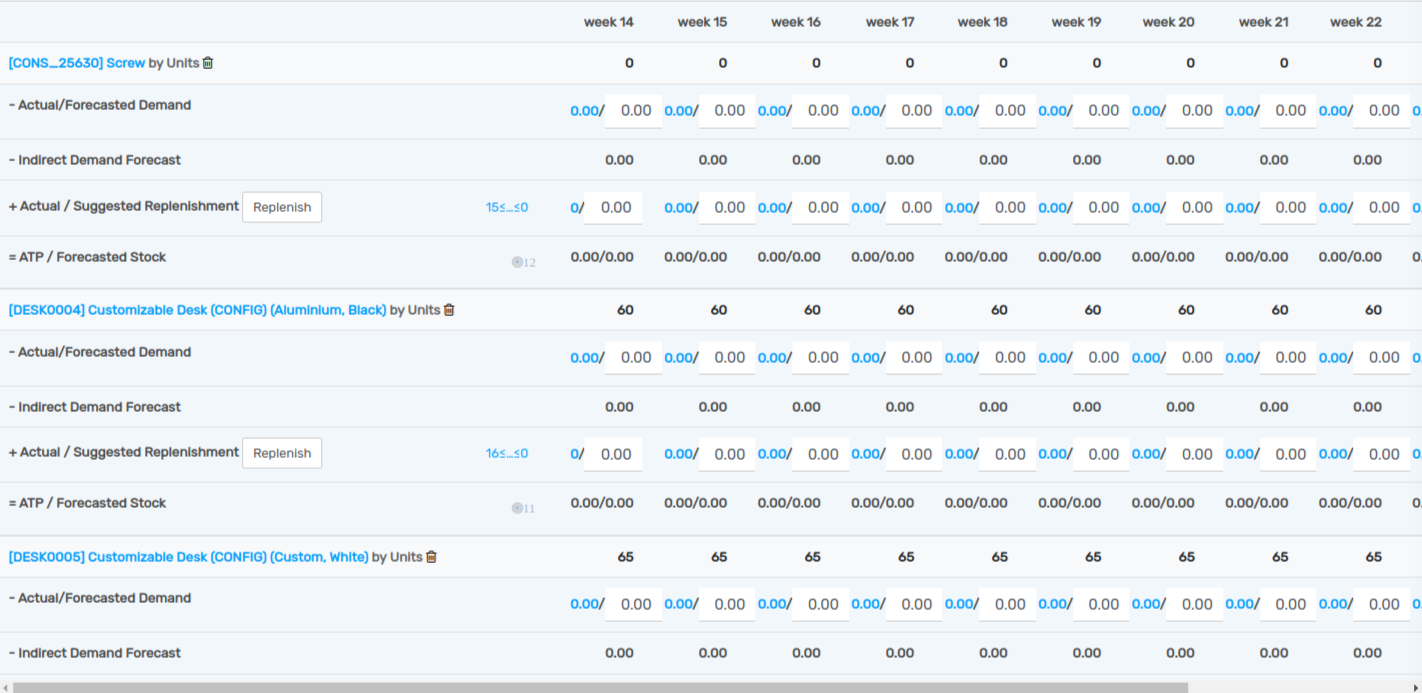 week 14 week 15 week 16 week 17 week 18 week 19 week 20 week 21 week 22
[CONS_25630] Screw by Units 0 0 0 0 0 0 0 0 0
- Actual/Forecasted Demand 0.00/ 0.00 0.00/ 0.00 0.00/ 0.00 0.00/ 0.00 0.00/ 0.00 0.00/ 0.00 0.00/ 0.00 0.00/ 0.00 0.00/ 0.00 0.
- Indirect Demand Forecast 0.00 0.00 0.00 0.00 0.00 0.00 0.00 0.00 0.00
+ Actual / Suggested Replenishment Replenish 15≤…≤0 0/ 0.00 0.00/ 0.00 0.00/ 0.00 0.00/ 0.00 0.00/ 0.00 0.00/ 0.00 0.00/ 0.00 0.00/ 0.00 0.00/ 0.00 0.
= ATP / Forecasted Stock 12 0.00/0.00 0.00/0.00 0.00/0.00 0.00/0.00 0.00/0.00 0.00/0.00 0.00/0.00 0.00/0.00 0.00/0.00 0.
[DESK0004] Customizable Desk (CONFIG) (Aluminium, Black) by Units 60 60 60 60 60 60 60 60 60
- Actual/Forecasted Demand 0.00/ 0.00 0.00/ 0.00 0.00/ 0.00 0.00/ 0.00 0.00/ 0.00 0.00/ 0.00 0.00/ 0.00 0.00/ 0.00 0.00/ 0.00 0.
- Indirect Demand Forecast 0.00 0.00 0.00 0.00 0.00 0.00 0.00 0.00 0.00
+ Actual / Suggested Replenishment Replenish 16≤…≤0 0/ 0.00 0.00/ 0.00 0.00/ 0.00 0.00/ 0.00 0.00/ 0.00 0.00/ 0.00 0.00/ 0.00 0.00/ 0.00 0.00/ 0.00 0.
= ATP / Forecasted Stock 11 0.00/0.00 0.00/0.00 0.00/0.00 0.00/0.00 0.00/0.00 0.00/0.00 0.00/0.00 0.00/0.00 0.00/0.00 0.
[DESK0005] Customizable Desk (CONFIG) (Custom, White) by Units 65 65 65 65 65 65 65 65 65
- Actual/Forecasted Demand 0.00/ 0.00 0.00/ 0.00 0.00/ 0.00 0.00/ 0.00 0.00/ 0.00 0.00/ 0.00 0.00/ 0.00 0.00/ 0.00 0.00/ 0.00 0.
- Indirect Demand Forecast 0.00 0.00 0.00 0.00 0.00 0.00 0.00 0.00 0.00